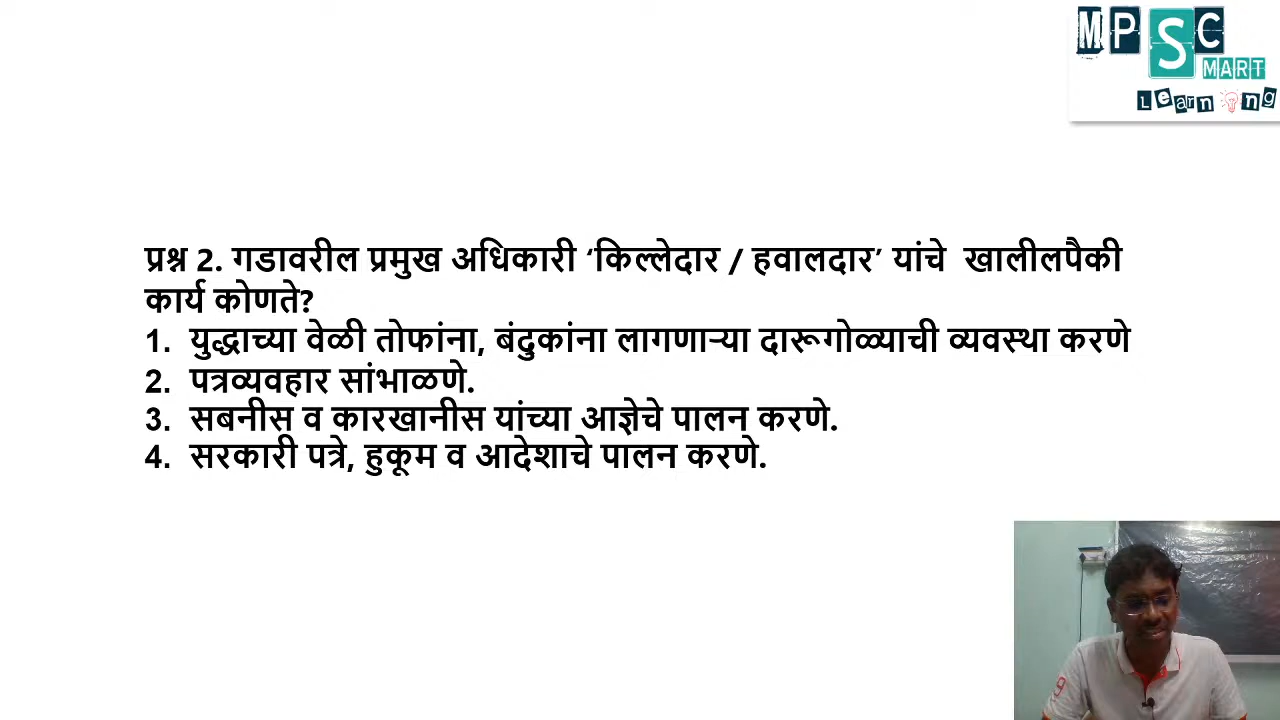 MPSC
SMART
Learning
प्रश्न 2. गडावरील प्रमुख अधिकारी ‘किल्लेदार / हवालदार’ यांचे खालीलपैकी
कार्य कोणते?
1. युद्धाच्या वेळी तोफांना, बंदुकांना लागणाऱ्या दारूगोळ्याची व्यवस्था करणे
2. पत्रव्यवहार सांभाळणे.
3. सबनीस व कारखानीस यांच्या आज्ञेचे पालन करणे.
4. सरकारी पत्रे, हुकूम व आदेशाचे पालन करणे.